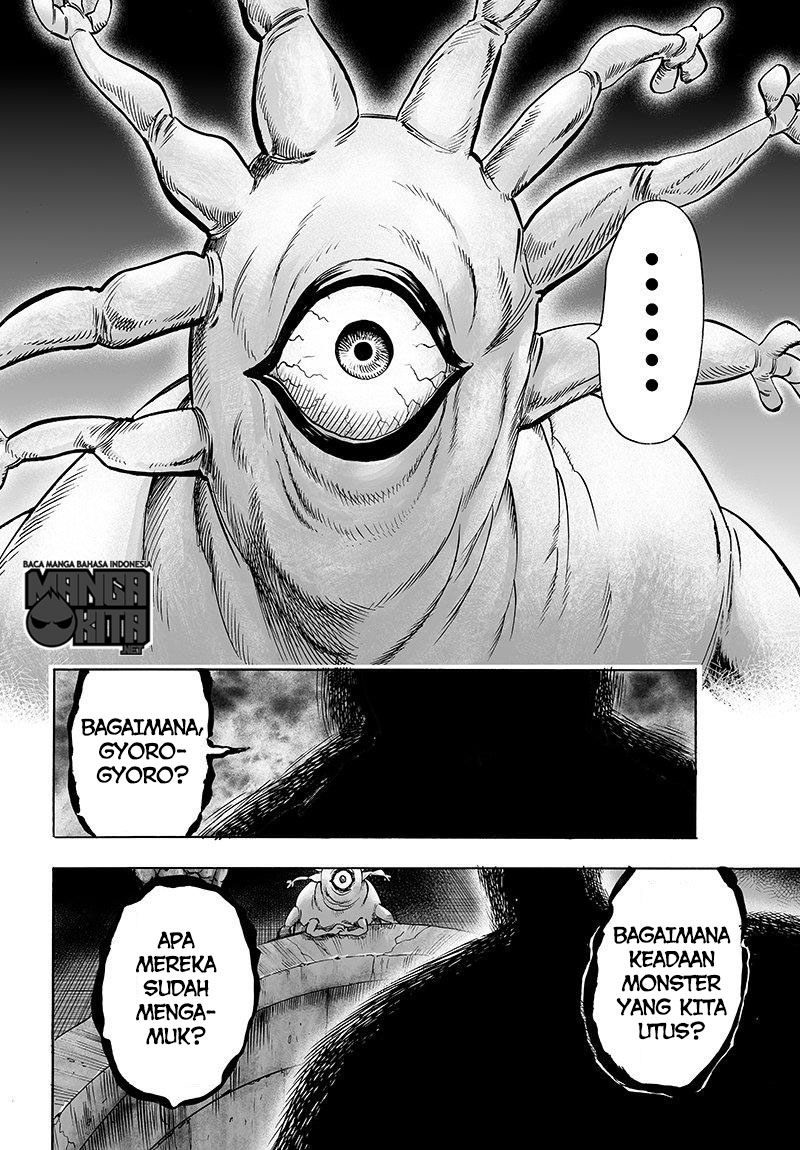 ••••••
BACA MANGA BAHASA INDONESIA
MANGA
KITA
.NET
BAGAIMANA,
GYORO-
GYORO?
BAGAIMANA
KEADAAN
MONSTER
YANG KITA
UTUS?
APA
MEREKA
SUDAH
MENGA-
MUK?